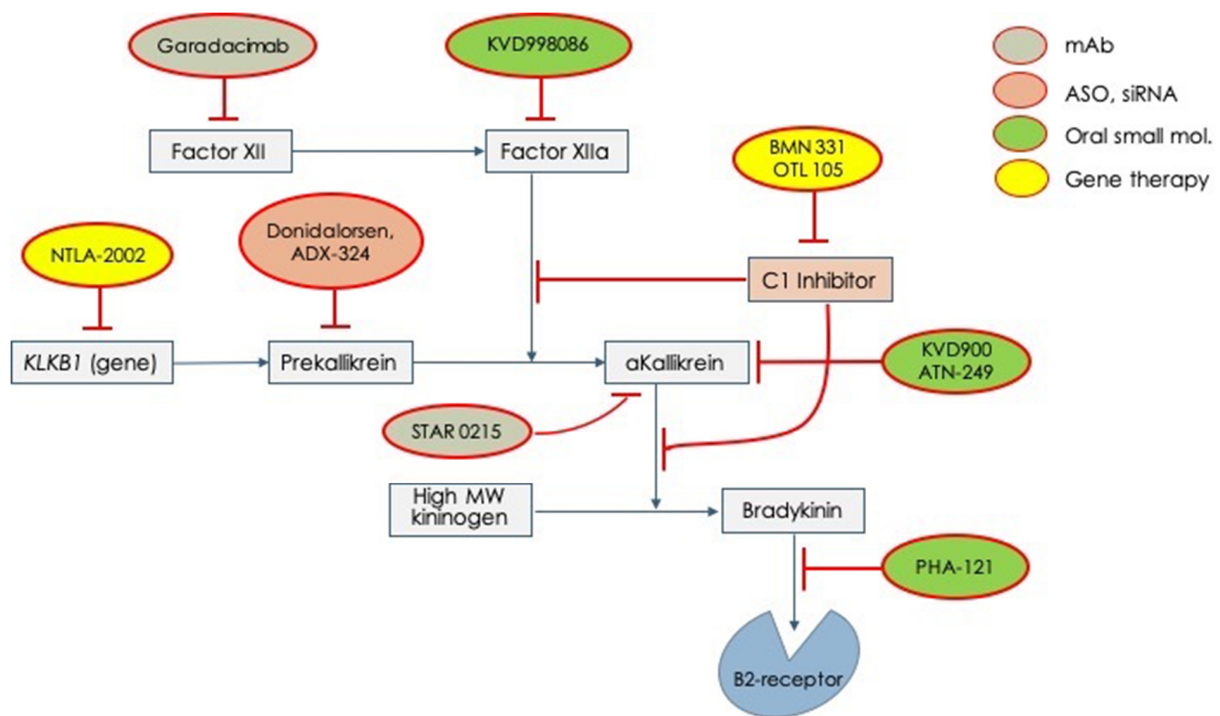 Garadacimab
KVD998086
mAb
ASO, siRNA
Oral small mol.
Gene therapy
Factor XII
Factor XIIa
BMN 331
OTL 105
NTLA-2002
Donidalorsen,
ADX-324
C1 Inhibitor
KLKB1 (gene)
Prekallikrein
aKallikrein
KVD900
ATN-249
STAR 0215
High MW
kininogen
Bradykinin
PHA-121
B2-receptor